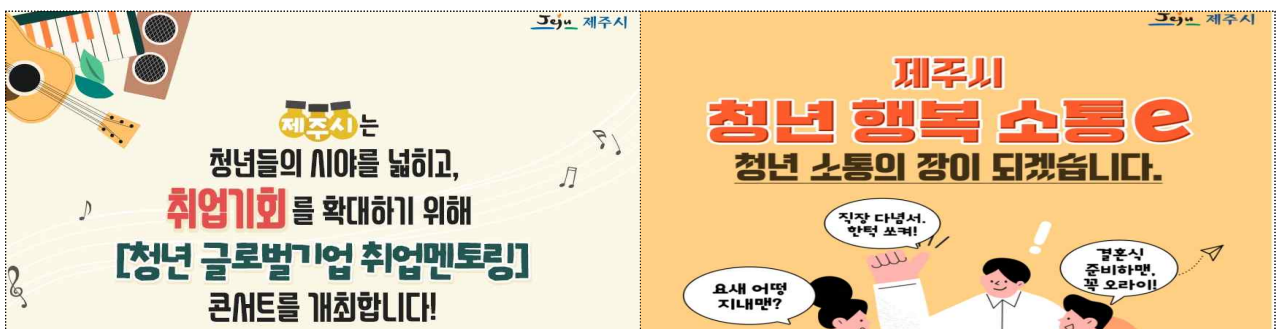 Jeju 제주시
제주시는
청년들의 시야를 넓히고,
취업기회를 확대하기 위해
[청년 글로벌기업 취업멘토링]
콘서트를 개최합니다!
Jeju 제주시
제주시
청년 행복 소통e
청년 소통의 장이 되겠습니다.
직장 다념서.
한턱 쏘켜!
결혼식
준비하맨,
꼭 오라이!
요새 어떵
지내맨?